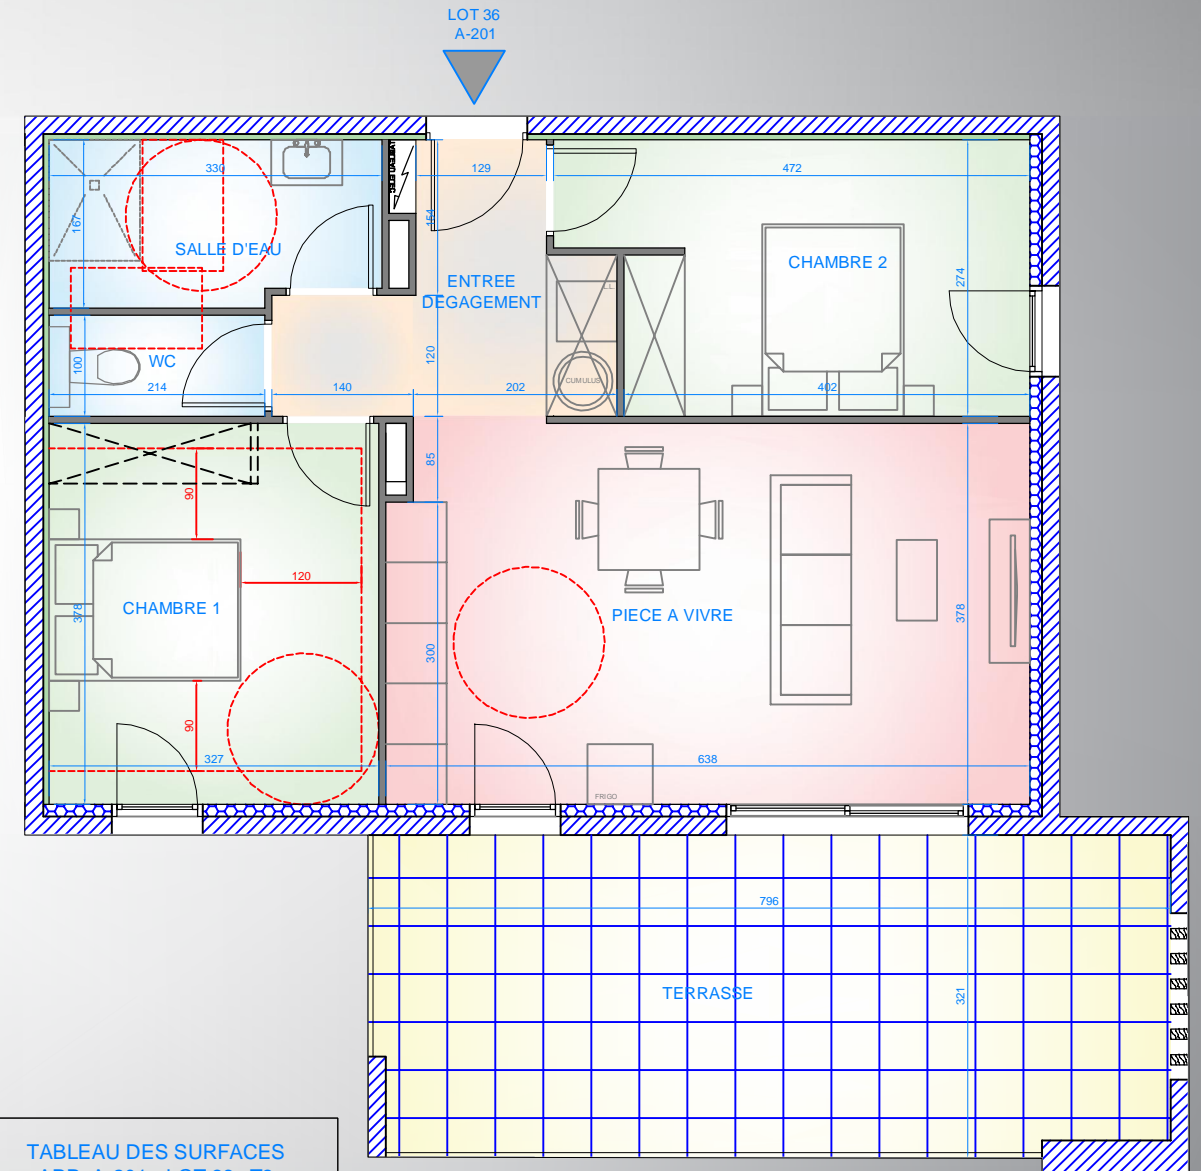 LOT 36
A-201
330
129
472
167
154
SALLE D'EAU
ENTREE
DEGAGEMENT
CHAMBRE 2
274
L.L
WC
100
120
CUMULUS
214
140
202
402
85
90
120
CHAMBRE 1
378
PIECE A VIVRE
378
300
90
327
638
FRIGO
796
TERRASSE
321
TABLEAU DES SURFACES